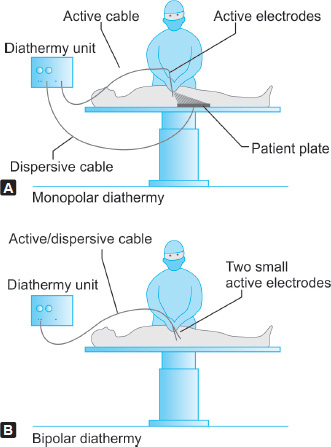 Active cable
Active electrodes
Diathermy unit
Patient plate
Dispersive cable
A
Monopolar diathermy
Active/dispersive cable
Diathermy unit
Two small
active electrodes
B
Bipolar diathermy